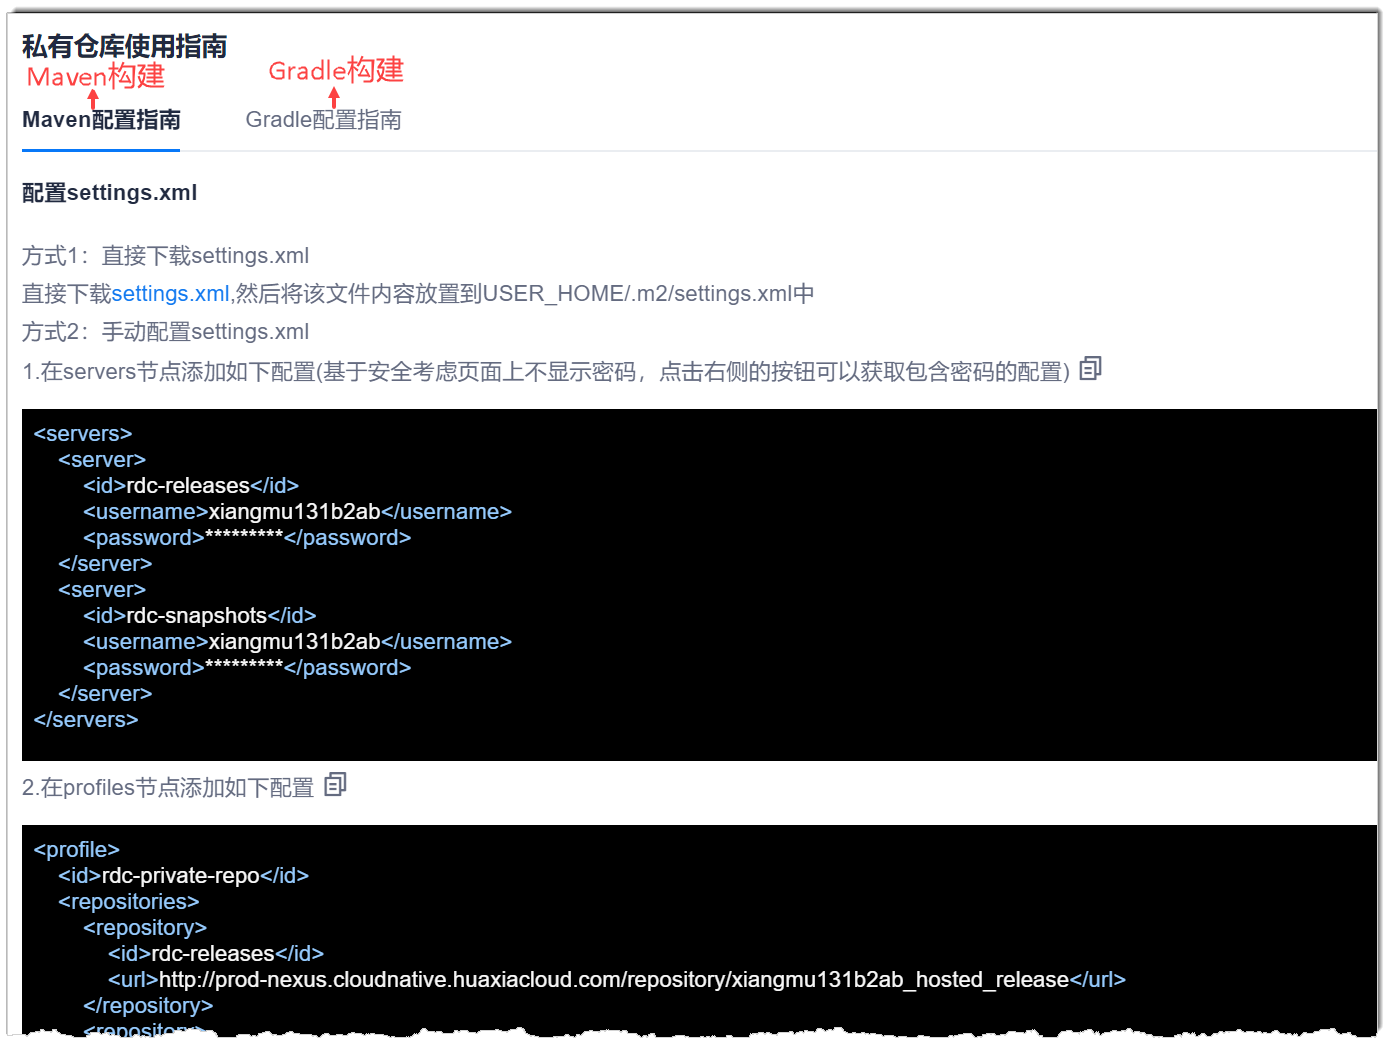 私有仓库使用指南
Maven构建
Gradle构建
Maven配置指南
Gradle配置指南
配置settings.xml
方式1：直接下载settings.xml
直接下载settings.xml,然后将该文件内容放置到USER_HOME/.m2/settings.xml中
方式2：手动配置settings.xml
1.在servers节点添加如下配置(基于安全考虑页面上不显示密码，点击右侧的按钮可以获取包含密码的配置)
<servers>
<server>
<id>rdc-releases</id>
<username>xiangmu131b2ab</username>
<password>*********</password>
</server>
<server>
<id>rdc-snapshots</id>
<username>xiangmu131b2ab</username>
<password>*********</password>
</server>
</servers>
2.在profiles节点添加如下配置
<profile>
<id>rdc-private-repo</id>
<repositories>
<repository>
<id>rdc-releases</id>
<url>http://prod-nexus.cloudnative.huaxiacloud.com/repository/xiangmu131b2ab_hosted_release</url>
</repository>
<repository>